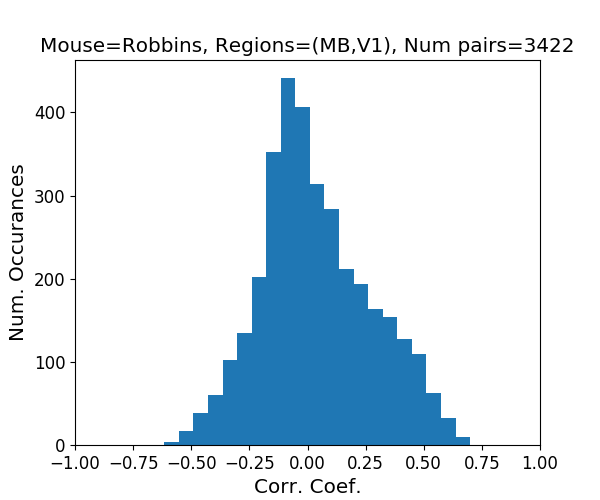 Mouse=Robbins, Regions=(MB,V1), Num pairs=3422
400
300
200
100
0
Num. Occurances
−1.00 −0.75 −0.50 −0.25 0.00 0.25 0.50 0.75 1.00
Corr. Coef.